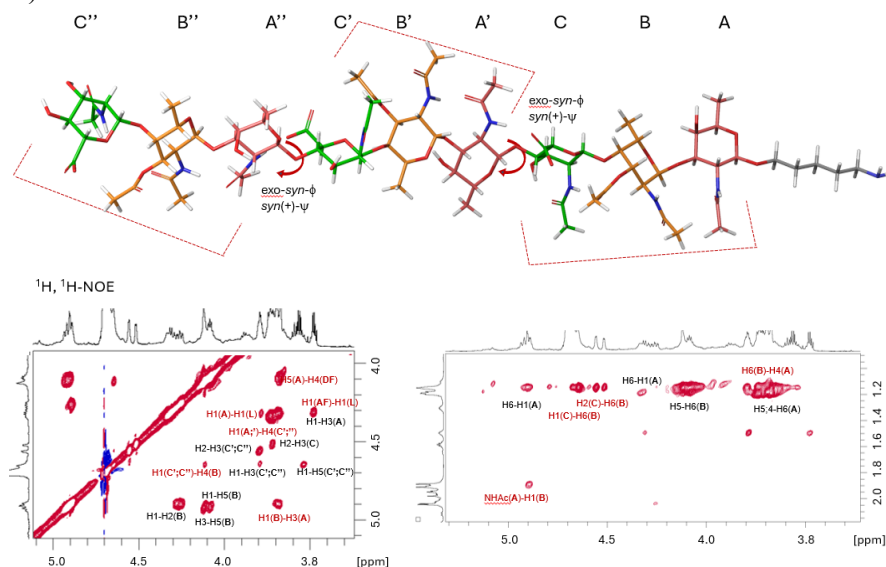 C'' B'' A'' C' B' A' C B A
exo-syn-ϕ
syn(+)-ψ
exo-syn-ϕ
syn(+)-ψ
¹H, ¹H-NOE
4.0
4.5
5.0
H5(A)-H4(DF)
H1(AF)-H1(L)
H1(A)-H1(L)
H1-H3(A)
H1(A;')-H4(C';'')
H2-H3(C';C'')
H2-H3(C)
H1(C';C'')-H4(B)
H1-H3(C';C'')
H1-H5(C';C'')
H1-H5(B)
H1-H2(B)
H3-H5(B)
H1(B)-H3(A)
5.0 4.5 4.0 3.8 [ppm]
1.2
1.4
1.6
1.8
2.0
H6(B)-H4(A)
H6-H1(A)
H2(C)-H6(B)
H6-H1(A)
H1(C)-H6(B)
H5-H6(B)
H5;4-H6(A)
NHAc(A)-H1(B)
5.0 4.5 4.0 3.8 [ppm]